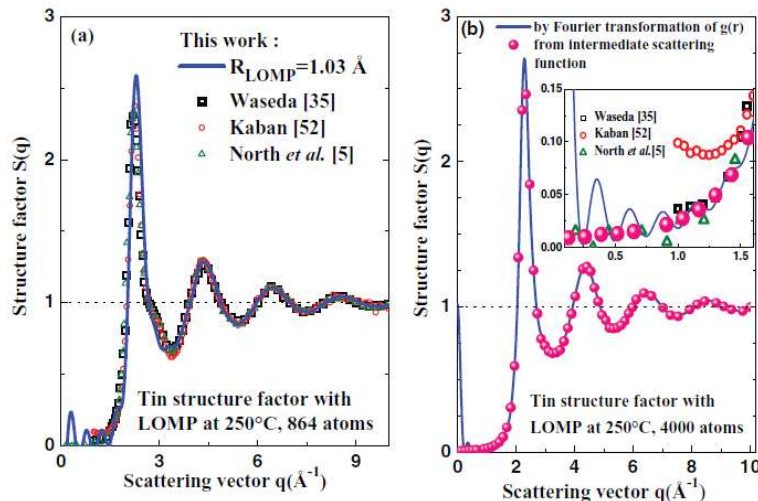 (a)
This work :
R_LOMP=1.03 Å
Waseda [35]
Kaban [52]
North et al. [5]
Structure factor S(q)
3
2
1
0
Tin structure factor with
LOMP at 250°C, 864 atoms
0 3 6 9
Scattering vector q(Å⁻¹)
(b)
by Fourier transformation of g(r)
from intermediate scattering
function
0.15
0.10
0.05
0.00
Waseda [35]
Kaban [52]
North et al.[5]
0.5 1.0 1.5
Structure factor S(q)
3
2
1
0
Tin structure factor with
LOMP at 250°C, 4000 atoms
0 2 4 6 8 10
Scattering vector q(Å⁻¹)